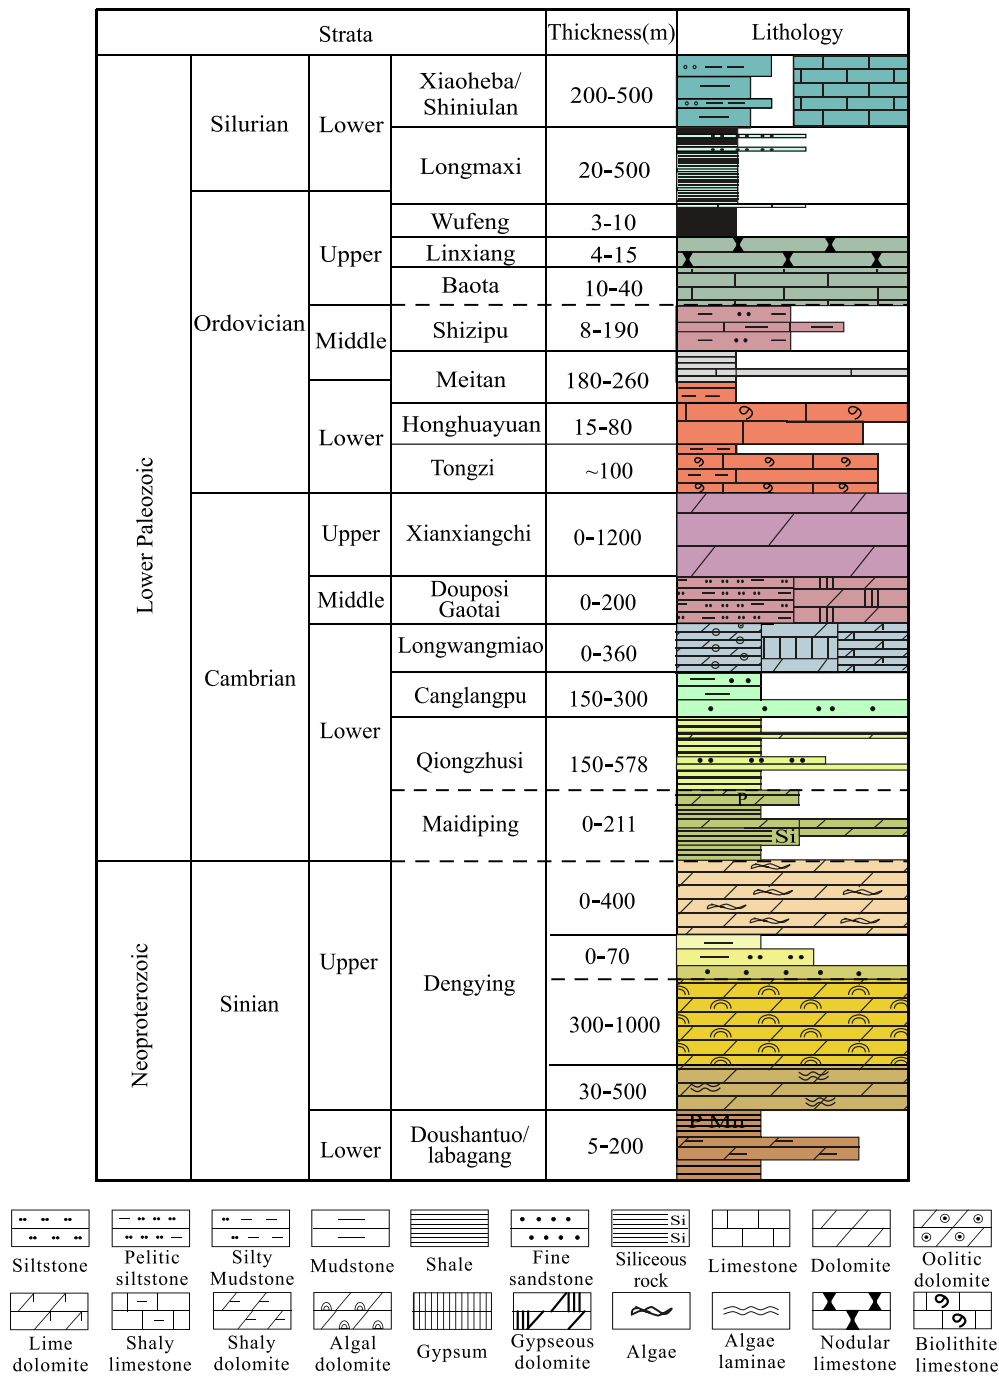 Strata
Thickness(m)
Lithology
Lower Paleozoic
Silurian
Lower
Xiaoheba/
Shiniulan
200-500
Longmaxi
20-500
Ordovician
Upper
Wufeng
3-10
Linxiang
4-15
Baota
10-40
Middle
Shizipu
8-190
Meitan
180-260
Lower
Honghuayuan
15-80
Tongzi
~100
Cambrian
Upper
Xianxiangchi
0-1200
Middle
Douposi
Gaotai
0-200
Lower
Longwangmiao
0-360
Canglangpu
150-300
Qiongzhusi
150-578
Maidiping
0-211
P
Si
Neoproterozoic
Sinian
Upper
Dengying
0-400
0-70
300-1000
30-500
Lower
Doushantuo/
labagang
5-200
P Mn
Si
Si
Siltstone
Pelitic
siltstone
Silty
Mudstone
Mudstone
Shale
Fine
sandstone
Siliceous
rock
Limestone
Dolomite
Oolitic
dolomite
Lime
dolomite
Shaly
limestone
Shaly
dolomite
Algal
dolomite
Gypsum
Gypseous
dolomite
Algae
Algae
laminae
Nodular
limestone
Biolithite
limestone